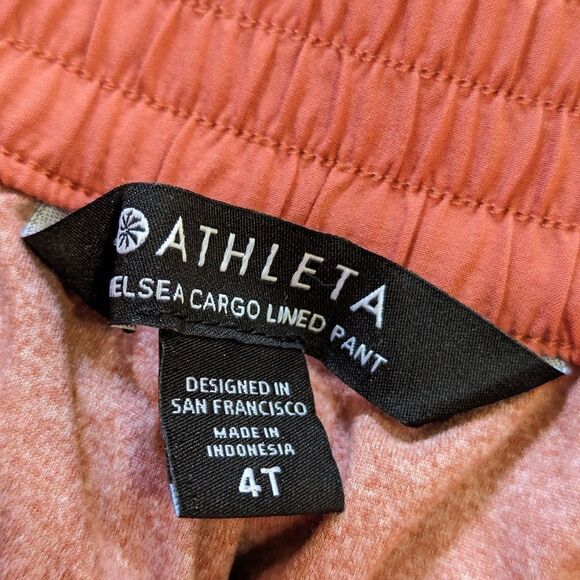 ATHLETA
ELSEA CARGO LINED PANT
DESIGNED IN
SAN FRANCISCO
MADE IN
INDONESIA
4T